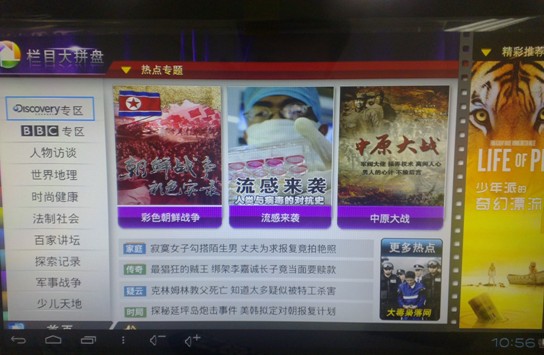 栏目大拼盘
热点专题
精彩推荐
Discovery专区
BBC专区
人物访谈
世界地理
时尚健康
法制社会
百家讲坛
探索记录
军事战争
少儿天地
朝鲜战争
彩色朝鲜战争
流感来袭
人类与病毒的对抗史
流感来袭
中原大战
中原大战
LIFE OF P
少年派的
奇幻漂流
家庭 寂寞女子勾搭陌生男 丈夫为求报复竟拍艳照
传奇 最猖狂的贼王 绑架李嘉诚长子竟当面要赎款
疑云 克林姆林教父死亡 知道太多疑似被特工杀害
时局 探秘延坪岛炮击事件 美韩拟定对朝报复计划
更多热点
大毒枭落网
首页
10:56